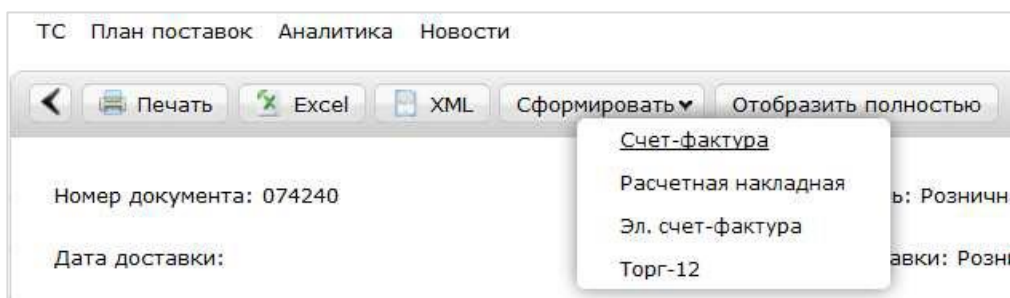 ТС План поставок Аналитика Новости
Печать Excel XML Сформировать Отобразить полностью
Счет-фактура
Расчетная накладная
Номер документа: 074240
Эл. счет-фактура
Дата доставки:
Торг-12